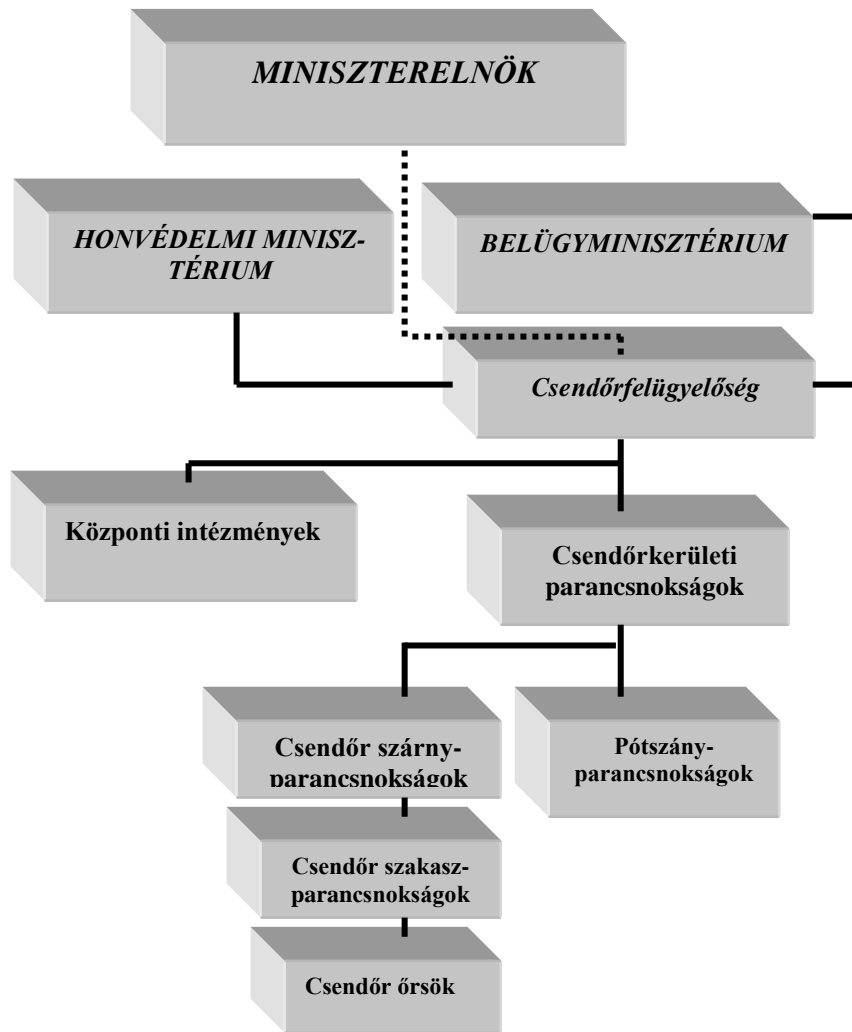 MINISZTERELNÖK
HONVÉDELMI MINISZ-
TÉRIUM
BELÜGYMINISZTÉRIUM
Csendőrfelügyelőség
Központi intézmények
Csendőrkerületi
parancsnokságok
Csendőr szárny-
parancsnokságok
Pótszány-
parancsnokságok
Csendőr szakasz-
parancsnokságok
Csendőr őrsök